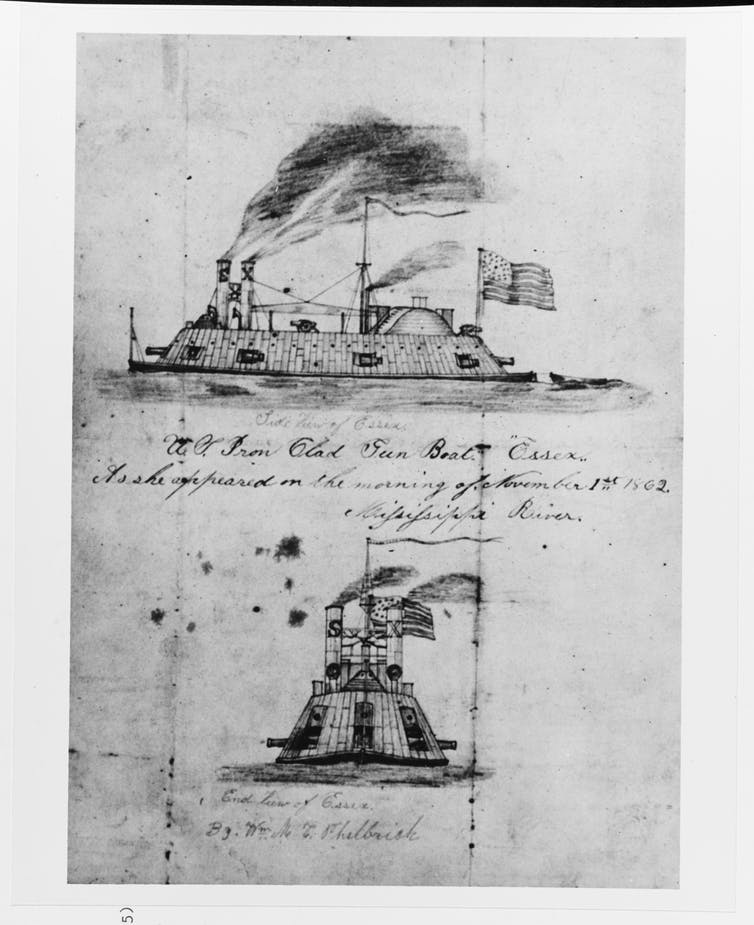 S X
Side View of Essex.
U.S. Iron Clad Gun Boat. "Essex„
As she appeared on the morning of November 1st 1862.
Mississippi River.
S X
End View of Essex.
By. Wm M. C. Philbrick
5)